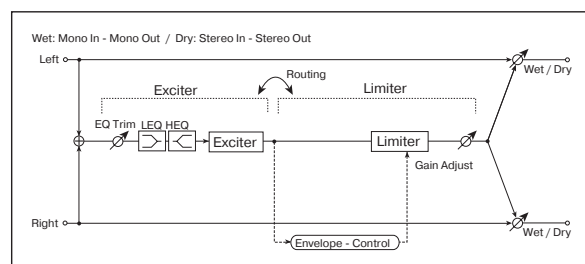 Wet: Mono In - Mono Out / Dry: Stereo In - Stereo Out
Left
Wet / Dry
Routing
Exciter
Limiter
EQ Trim
LEQ HEQ
Exciter
Limiter
Gain Adjust
Right
Envelope - Control
Wet / Dry